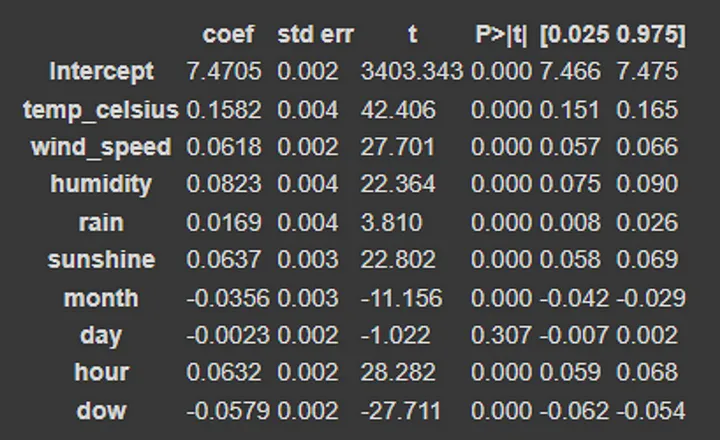 coef std err t P>|t| [0.025 0.975]
Intercept 7.4705 0.002 3403.343 0.000 7.466 7.475
temp_celsius 0.1582 0.004 42.406 0.000 0.151 0.165
wind_speed 0.0618 0.002 27.701 0.000 0.057 0.066
humidity 0.0823 0.004 22.364 0.000 0.075 0.090
rain 0.0169 0.004 3.810 0.000 0.008 0.026
sunshine 0.0637 0.003 22.802 0.000 0.058 0.069
month -0.0356 0.003 -11.156 0.000 -0.042 -0.029
day -0.0023 0.002 -1.022 0.307 -0.007 0.002
hour 0.0632 0.002 28.282 0.000 0.059 0.068
dow -0.0579 0.002 -27.711 0.000 -0.062 -0.054